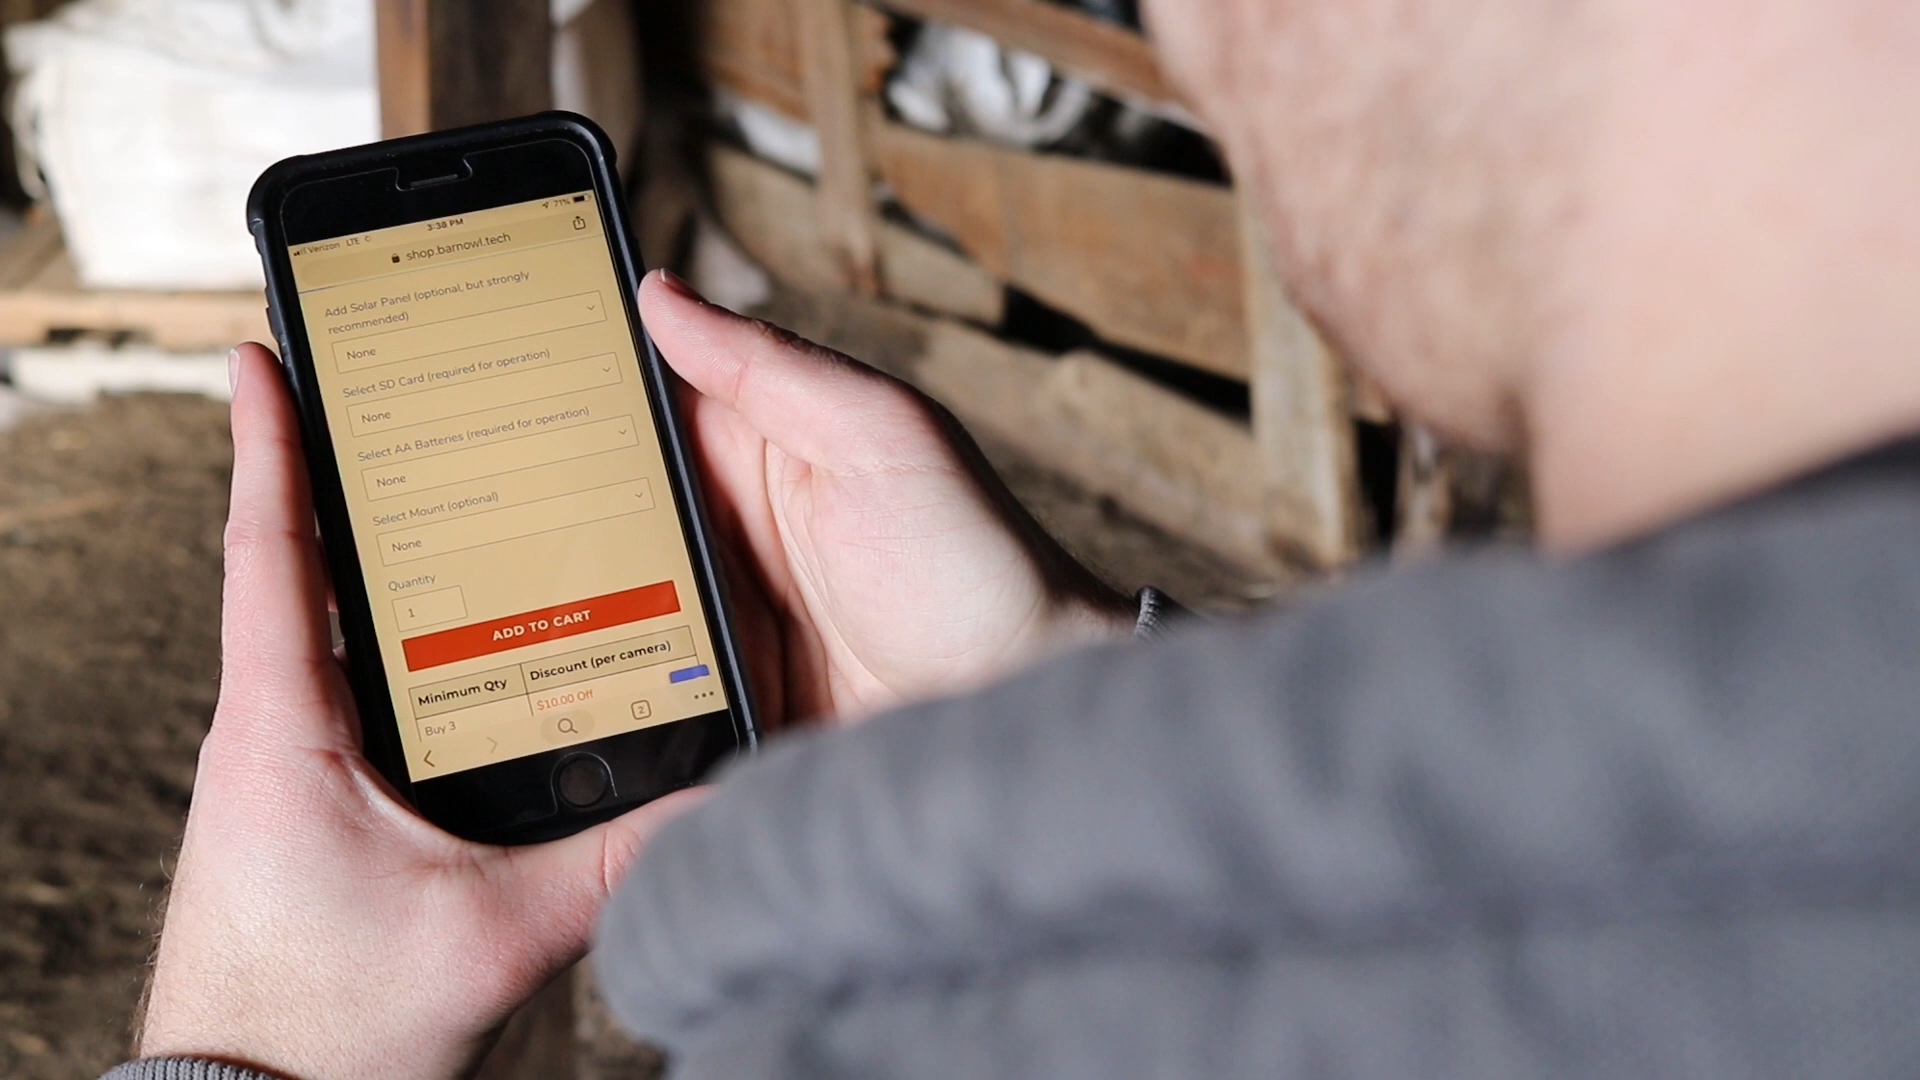 Verizon LTE 3:38 PM 71%
shop.barnowl.tech
Add Solar Panel (optional, but strongly
recommended)
None
Select SD Card (required for operation)
None
Select AA Batteries (required for operation)
None
Select Mount (optional)
None
Quantity
1
ADD TO CART
Minimum Qty Discount (per camera)
Buy 3 $10.00 Off
2